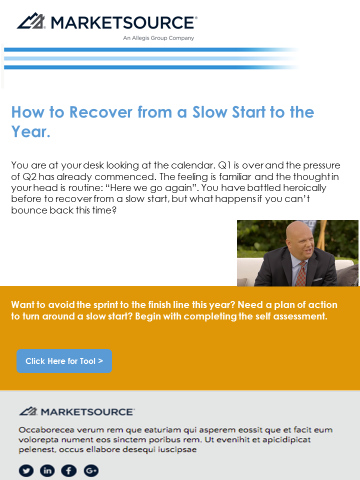 MARKETSOURCE
An Allegis Group Company
How to Recover from a Slow Start to the
Year.
You are at your desk looking at the calendar. Q1 is over and the pressure
of Q2 has already commenced. The feeling is familiar and the thought in
your head is routine: “Here we go again”. You have battled heroically
before to recover from a slow start, but what happens if you can’t
bounce back this time?
Want to avoid the sprint to the finish line this year? Need a plan of action
to turn around a slow start? Begin with completing the self assessment.
Click Here for Tool >
MARKETSOURCE
Occaborecea verum rem que eaturiam qui asperem eossit que et facit eum
volorepta nument eos sinctem poribus rem. Ut evenihit et apicidipicat
pelenest, occus ellabore desequi iuscipsae